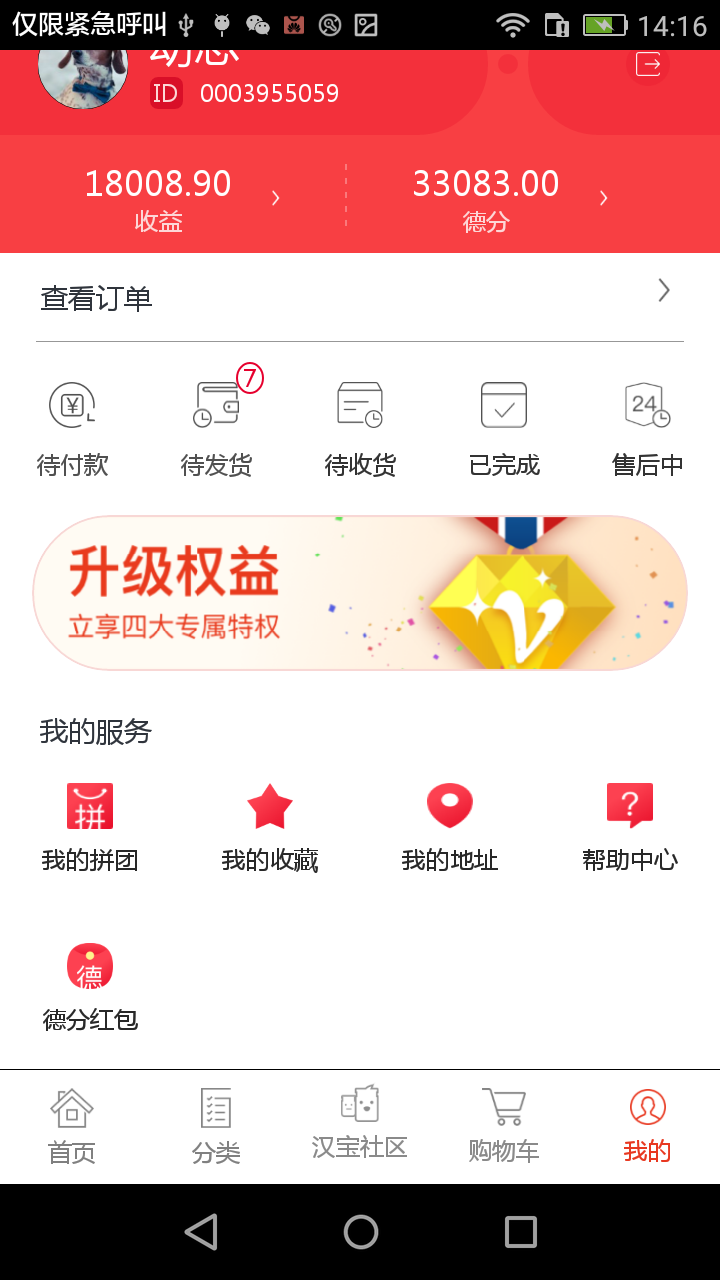 仅限紧急呼叫 14:16
ID 0003955059
18008.90 33083.00
收益 德分
查看订单
7
24
待付款 待发货 待收货 已完成 售后中
升级权益
立享四大专属特权
我的服务
拼
我的拼团 我的收藏 我的地址 帮助中心
德
德分红包
首页 分类 汉宝社区 购物车 我的